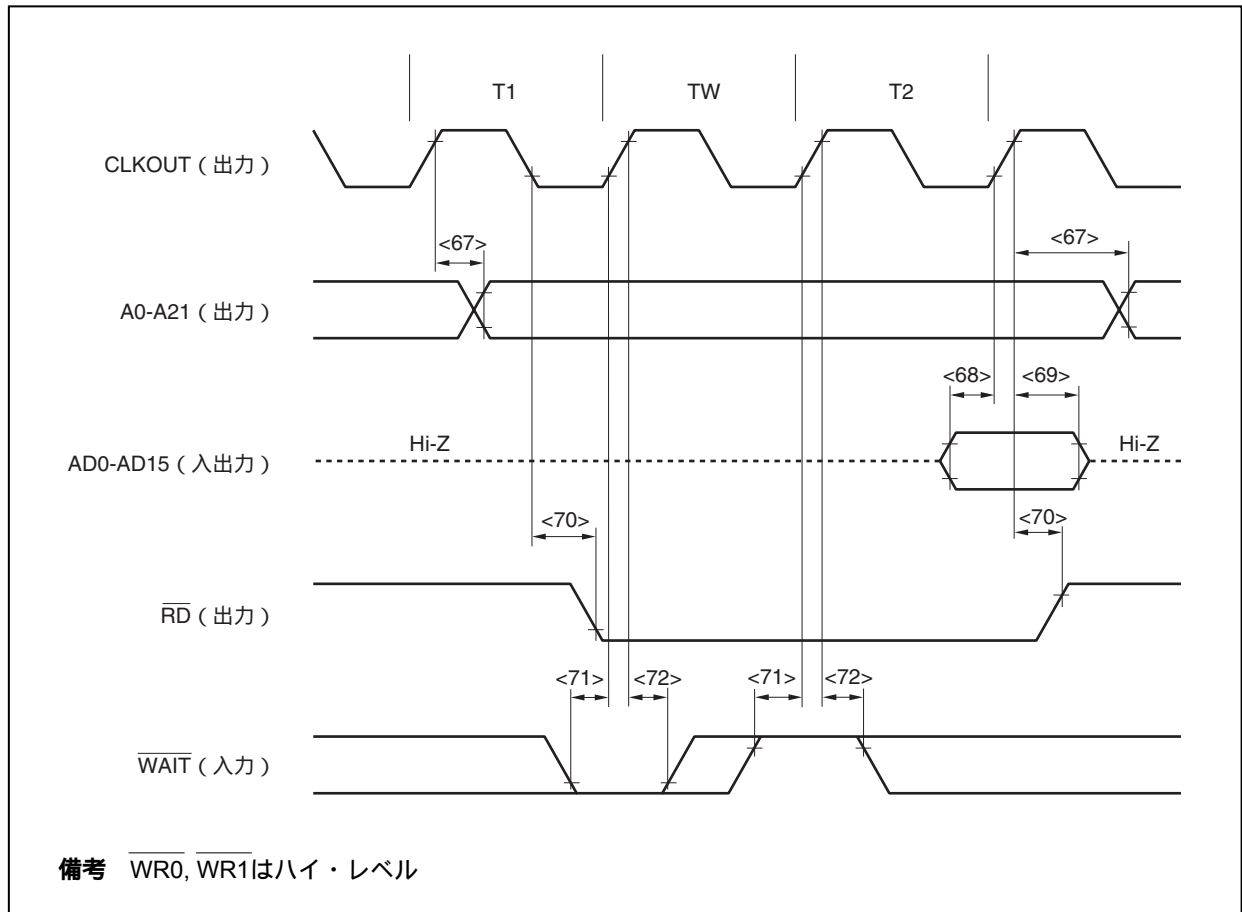 T1 TW T2
CLKOUT（出力）
<67> <67>
A0-A21（出力）
<68> <69>
Hi-Z Hi-Z
AD0-AD15（入出力）
<70> <70>
RD（出力）
<71> <72> <71> <72>
WAIT（入力）
備考 WR0, WR1はハイ・レベル